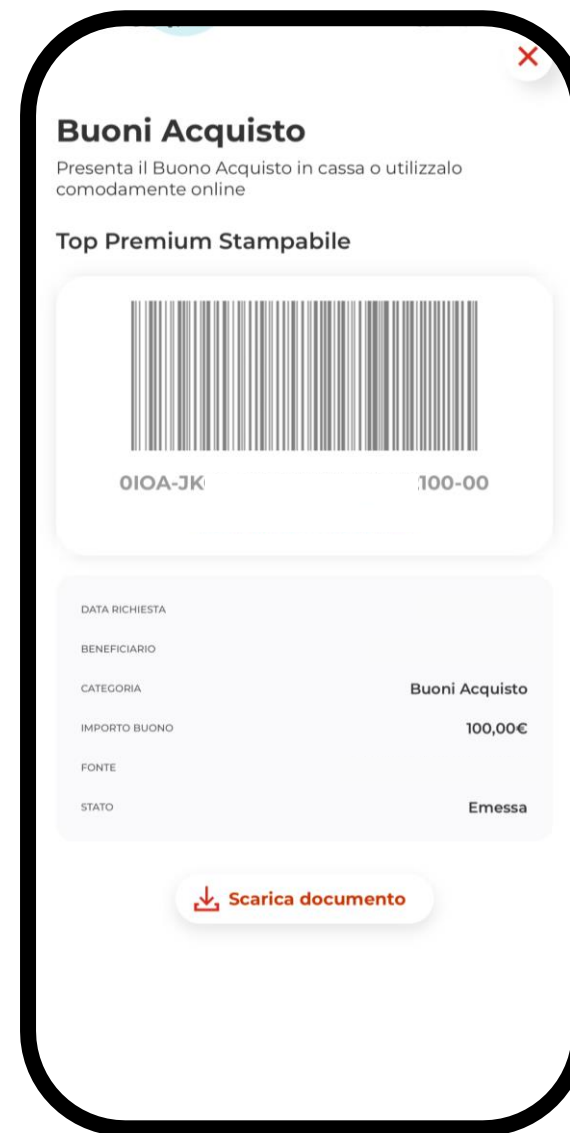 Buoni Acquisto
Presenta il Buono Acquisto in cassa o utilizzalo
comodamente online
Top Premium Stampabile
0IOA-JK 100-00
DATA RICHIESTA
BENEFICIARIO
CATEGORIA Buoni Acquisto
IMPORTO BUONO 100,00€
FONTE
STATO Emessa
Scarica documento